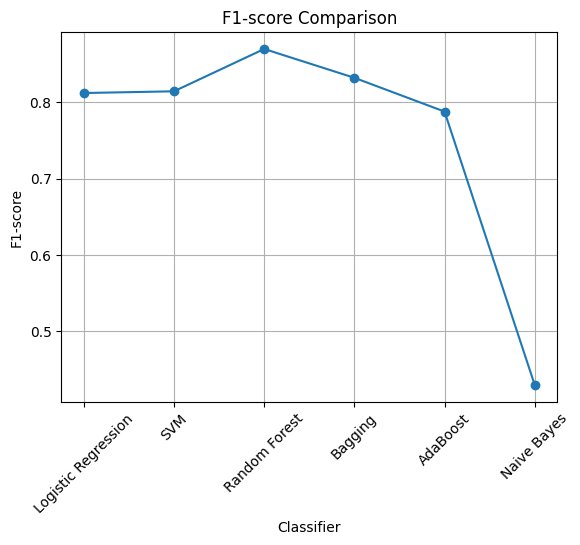 F1-score Comparison
F1-score
0.8
0.7
0.6
0.5
Logistic Regression
SVM
Random Forest
Bagging
AdaBoost
Naive Bayes
Classifier